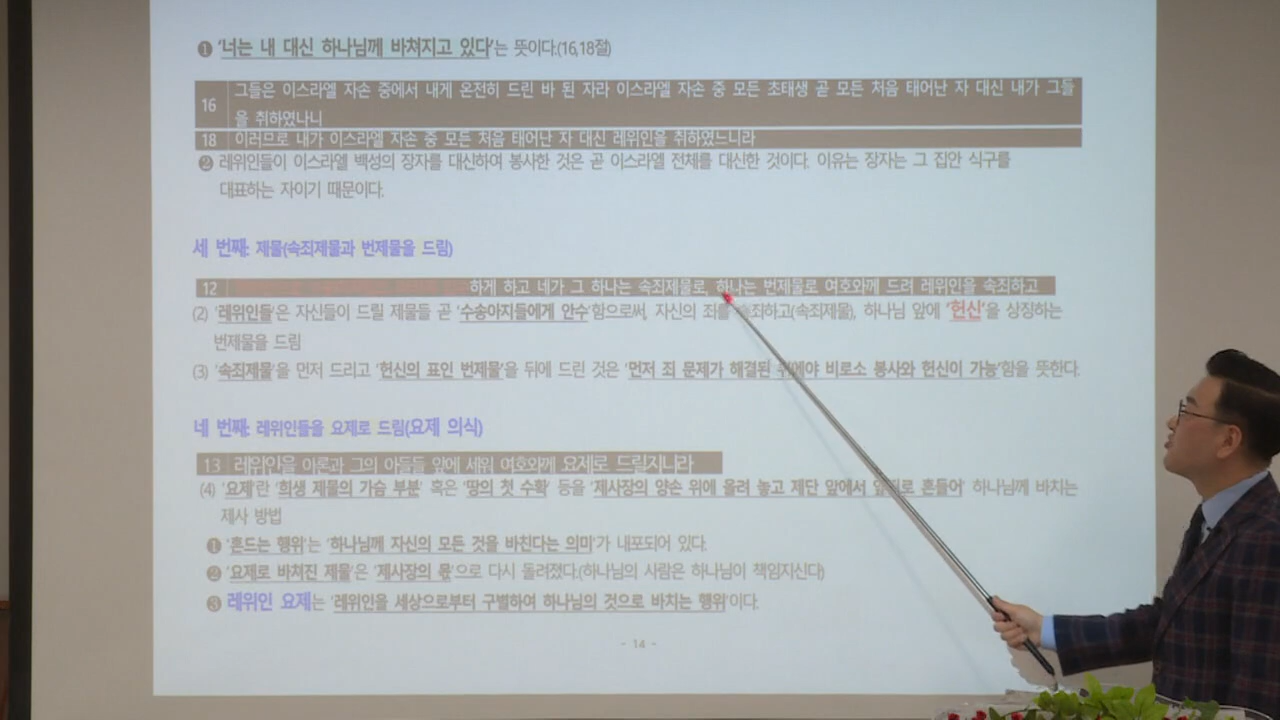 ❶ '너는 내 대신 하나님께 바쳐지고 있다'는 뜻이다.(16,18절)
16 그들은 이스라엘 자손 중에서 내게 온전히 드린 바 된 자라 이스라엘 자손 중 모든 초태생 곧 모든 처음 태어난 자 대신 내가 그들
을 취하였나니
18 이러므로 내가 이스라엘 자손 중 모든 처음 태어난 자 대신 레위인을 취하였느니라
❷ 레위인들이 이스라엘 백성의 장자를 대신하여 봉사한 것은 곧 이스라엘 전체를 대신한 것이다. 이유는 장자는 그 집안 식구를
대표하는 자이기 때문이다.
세 번째: 제물(속죄제물과 번제물을 드림)
12 하게 하고 네가 그 하나는 속죄제물로, 하나는 번제물로 여호와께 드려 레위인을 속죄하고
(2) '레위인들'은 자신들이 드릴 제물들 곧 '수송아지들에게 안수'함으로써, 자신의 죄를 속죄하고(속죄제물), 하나님 앞에 '헌신'을 상징하는
번제물을 드림
(3) '속죄제물'을 먼저 드리고 '헌신의 표인 번제물'을 뒤에 드린 것은 '먼저 죄 문제가 해결된 뒤에야 비로소 봉사와 헌신이 가능'함을 뜻한다.
네 번째: 레위인들을 요제로 드림(요제 의식)
13 레위인을 아론과 그의 아들들 앞에 세워 여호와께 요제로 드릴지니라
(4) '요제'란 '희생 제물의 가슴 부분' 혹은 '땅의 첫 수확' 등을 '제사장의 양손 위에 올려 놓고 제단 앞에서 앞뒤로 흔들어' 하나님께 바치는
제사 방법
❶ '흔드는 행위'는 '하나님께 자신의 모든 것을 바친다는 의미'가 내포되어 있다.
❷ '요제로 바쳐진 제물'은 '제사장의 몫'으로 다시 돌려졌다.(하나님의 사람은 하나님이 책임지신다)
❸ 레위인 요제는 '레위인을 세상으로부터 구별하여 하나님의 것으로 바치는 행위'이다.
- 14 -